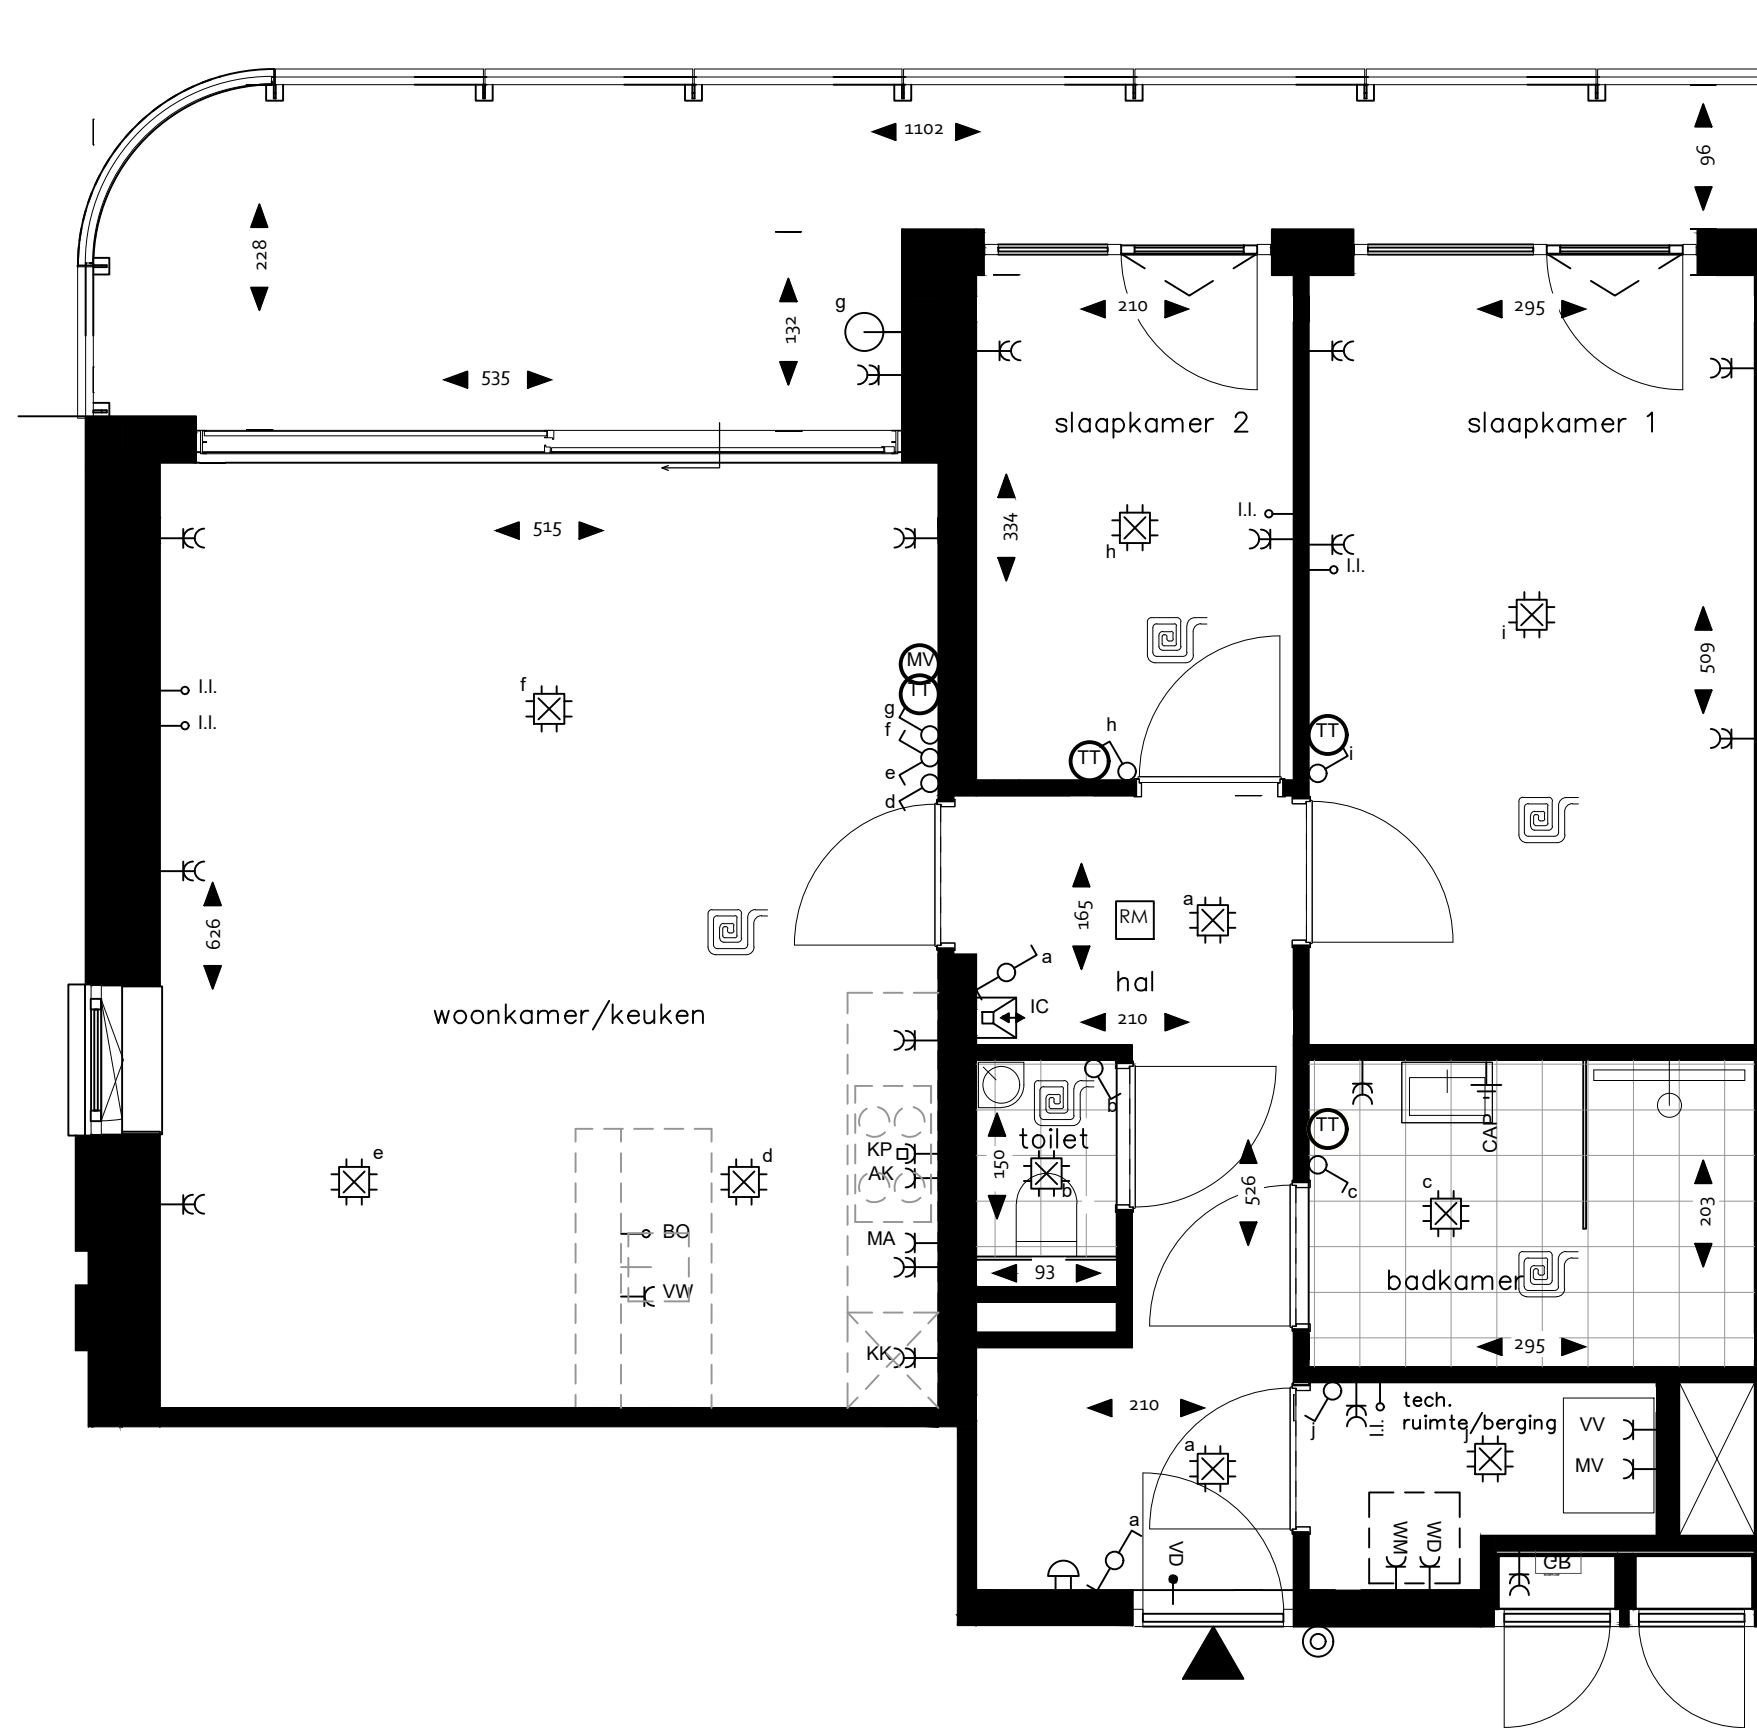 1102
96
228
132
g
535
210
295
slaapkamer 2
slaapkamer 1
515
334
l.l.
h
l.l.
i
509
l.l.
l.l.
f
MV
TT
g
f
e
d
h
TT
TT
i
626
165
RM
a
a
hal
IC
210
woonkamer/keuken
b
toilet
150
b
93
526
TT
c
CAP
c
203
badkamer
295
e
d
KP
AK
MA
BO
VW
KK
210
a
j
l.l.
tech.
ruimte/berging
j
VV
MV
WM
WD
a
VD
GR